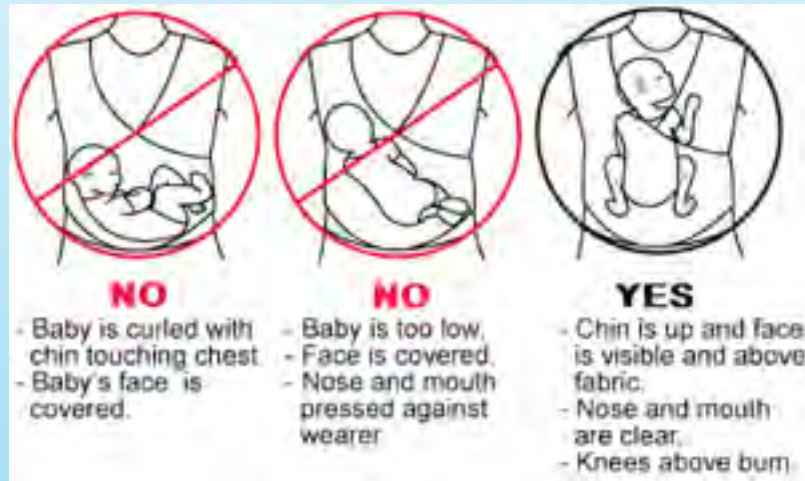 NO
- Baby is curled with
chin touching chest
- Baby's face is
covered.
NO
- Baby is too low.
- Face is covered.
- Nose and mouth
pressed against
wearer
YES
- Chin is up and face
is visible and above
fabric.
- Nose and mouth
are clear.
- Knees above bum.